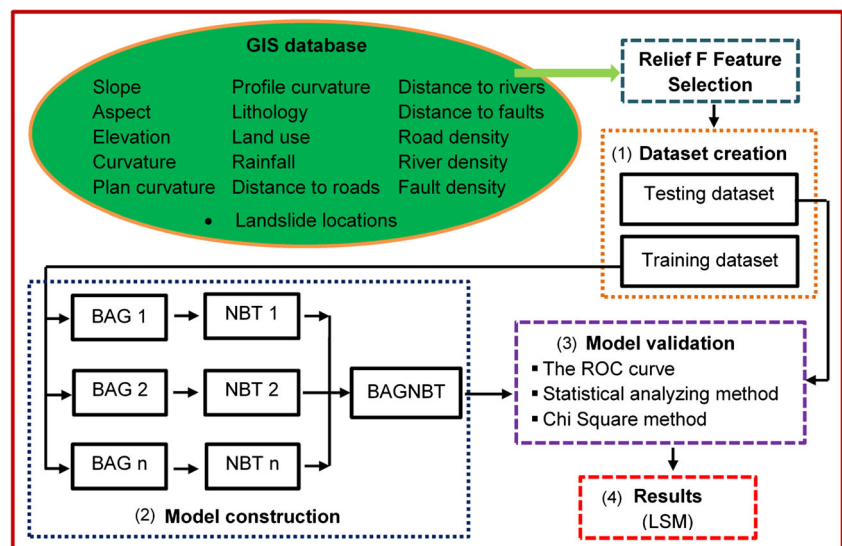 GIS database
Slope Profile curvature Distance to rivers
Aspect Lithology Distance to faults
Elevation Land use Road density
Curvature Rainfall River density
Plan curvature Distance to roads Fault density
• Landslide locations
Relief F Feature
Selection
(1) Dataset creation
Testing dataset
Training dataset
BAG 1 NBT 1
BAG 2 NBT 2 BAGNBT
BAG n NBT n
(2) Model construction
(3) Model validation
▪ The ROC curve
▪ Statistical analyzing method
▪ Chi Square method
(4) Results
(LSM)